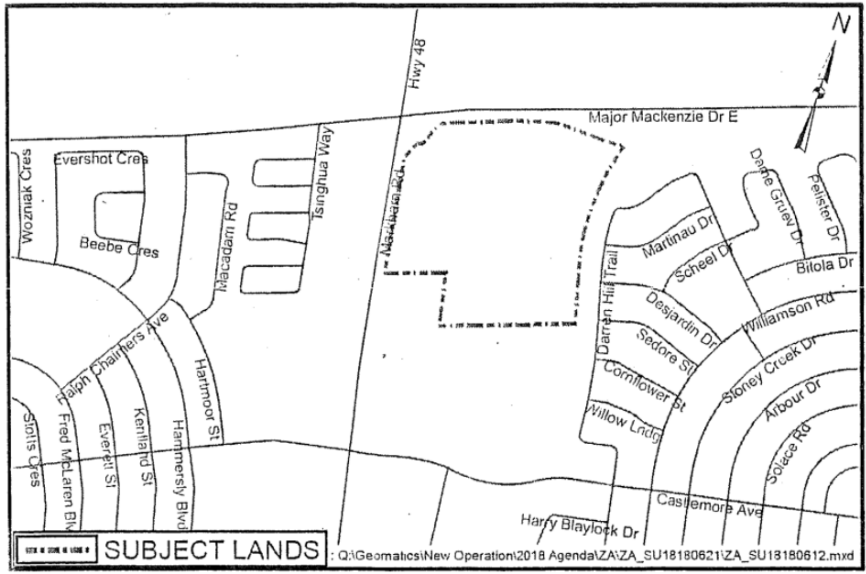 N
Hwy 48
Major Mackenzie Dr E
Wozniak Cres
Evershot Cres
Beebe Cres
Macadam Rd
Tsinghua Way
Markham Rd
Dame Gruev Dr
Pelister Dr
Martinau Dr
Scheel Dr
Bitola Dr
Darren Hill Trail
Desjardin Dr
Williamson Rd
Sedore St
Stoney Creek Dr
Cornflower St
Arbour Dr
Willow Lndg
Solace Rd
Ralph Chalmers Ave
Hartmoor St
Stotts Cres
Fred McLaren Blv
Everett St
Kentland St
Hammersly Blvd
Castlemore Ave
Harry Blaylock Dr
SUBJECT LANDS
: Q:\Geomatics\New Operation\2018 Agenda\ZA\ZA_SU18180621\ZA_SU18180612.mxd